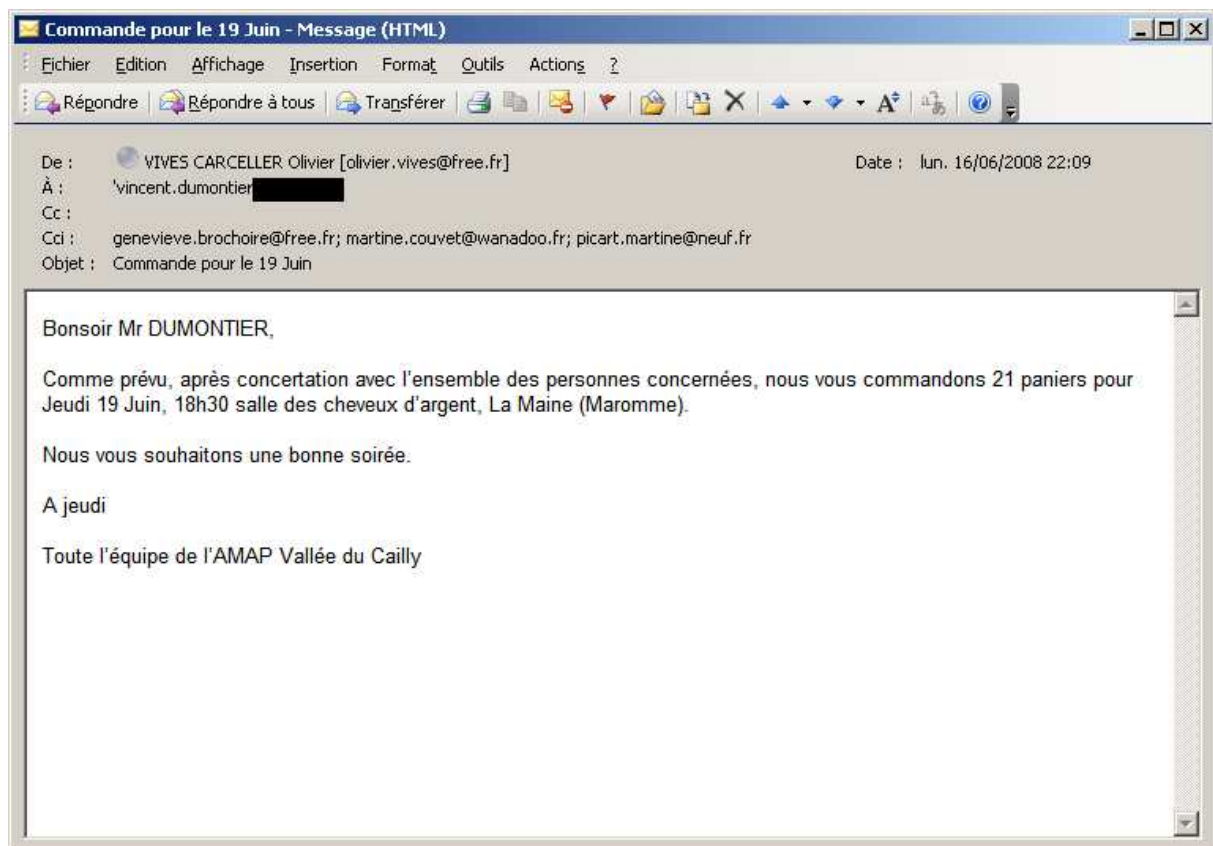 Commande pour le 19 Juin - Message (HTML)
Fichier Edition Affichage Insertion Format Outils Actions ?
Répondre Répondre à tous Transférer
De : VIVES CARCELLER Olivier [olivier.vives@free.fr] Date : lun. 16/06/2008 22:09
À : 'vincent.dumontier
Cc :
Cci : genevieve.brochoire@free.fr; martine.couvet@wanadoo.fr; picart.martine@neuf.fr
Objet : Commande pour le 19 Juin
Bonsoir Mr DUMONTIER,
Comme prévu, après concertation avec l'ensemble des personnes concernées, nous vous commandons 21 paniers pour
Jeudi 19 Juin, 18h30 salle des cheveux d'argent, La Maine (Maromme).
Nous vous souhaitons une bonne soirée.
A jeudi
Toute l'équipe de l'AMAP Vallée du Cailly